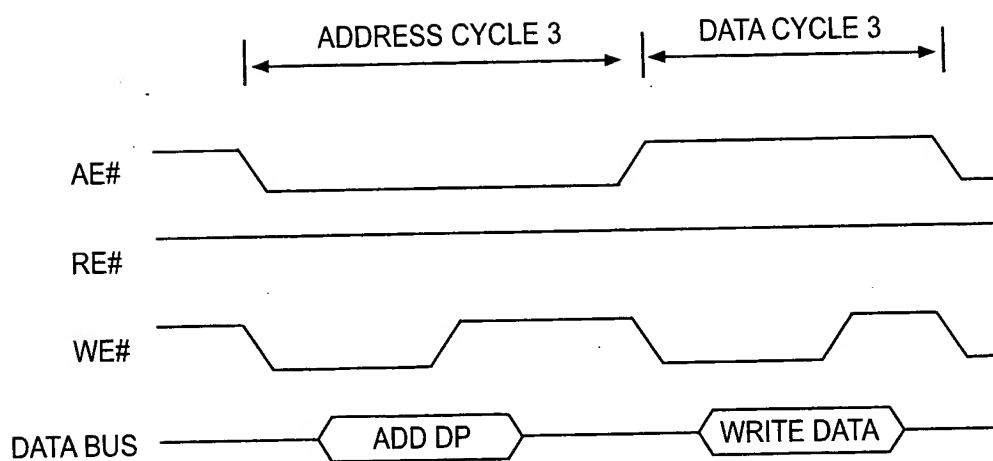 ADDRESS CYCLE 3
DATA CYCLE 3
AE#
RE#
WE#
DATA BUS
ADD DP
WRITE DATA